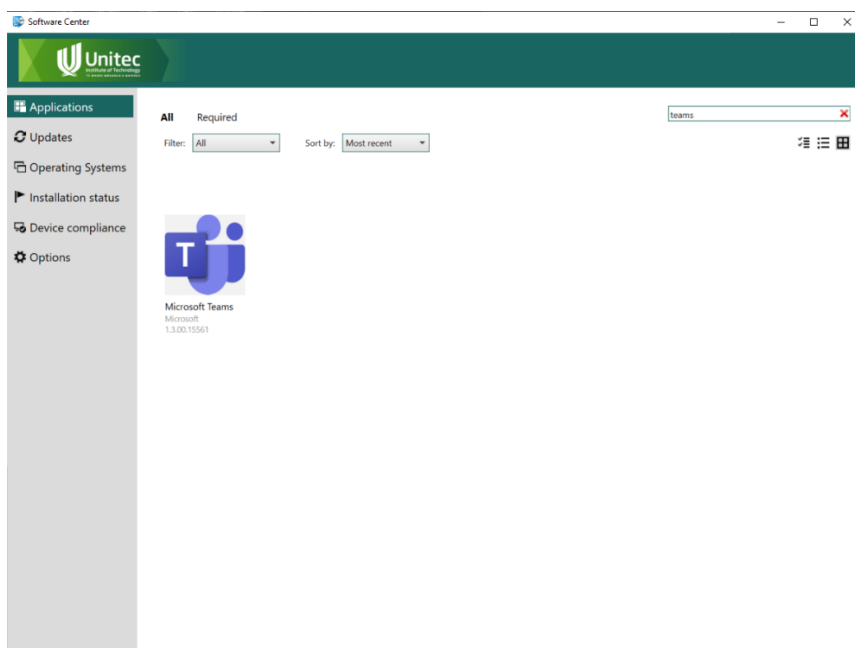 Software Center
Unitec
Institute of Technology
Applications
Updates
Operating Systems
Installation status
Device compliance
Options
All Required
teams
Filter: All Sort by: Most recent
T
Microsoft Teams
Microsoft
1.3.00.15561